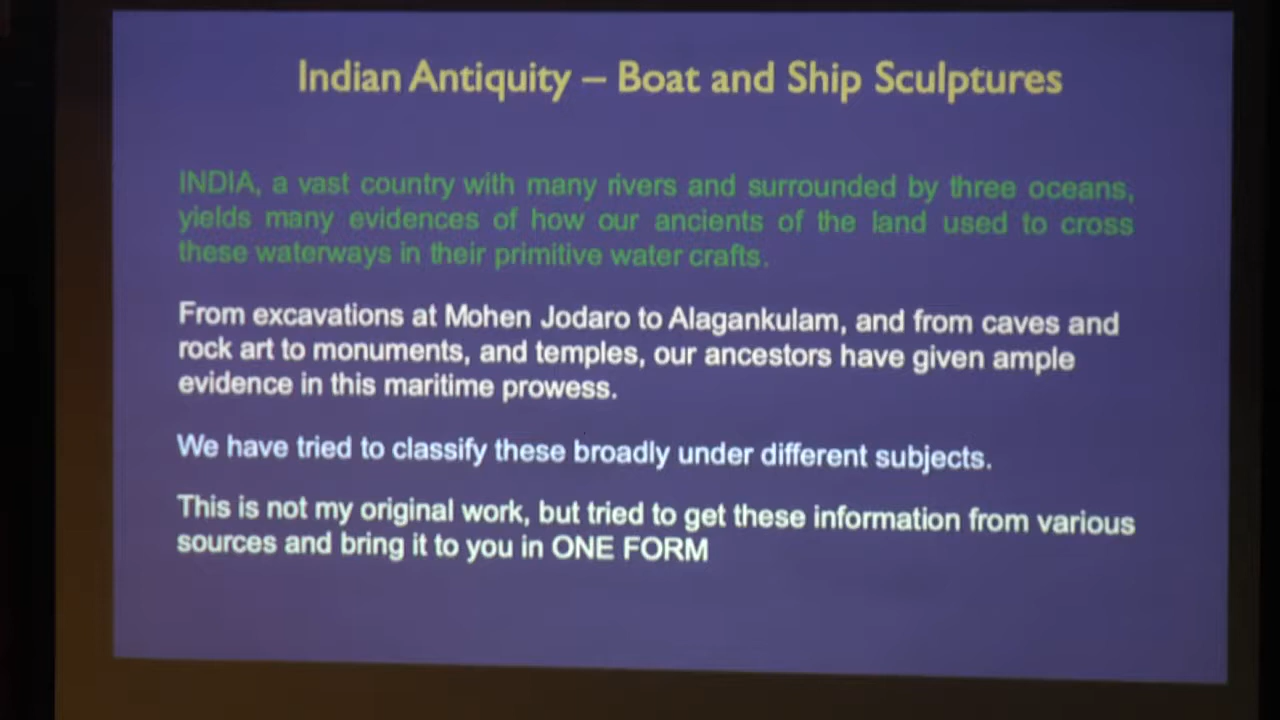 Indian Antiquity – Boat and Ship Sculptures
INDIA, a vast country with many rivers and surrounded by three oceans,
yields many evidences of how our ancients of the land used to cross
these waterways in their primitive water crafts.
From excavations at Mohen Jodaro to Alagankulam, and from caves and
rock art to monuments, and temples, our ancestors have given ample
evidence in this maritime prowess.
We have tried to classify these broadly under different subjects.
This is not my original work, but tried to get these information from various
sources and bring it to you in ONE FORM